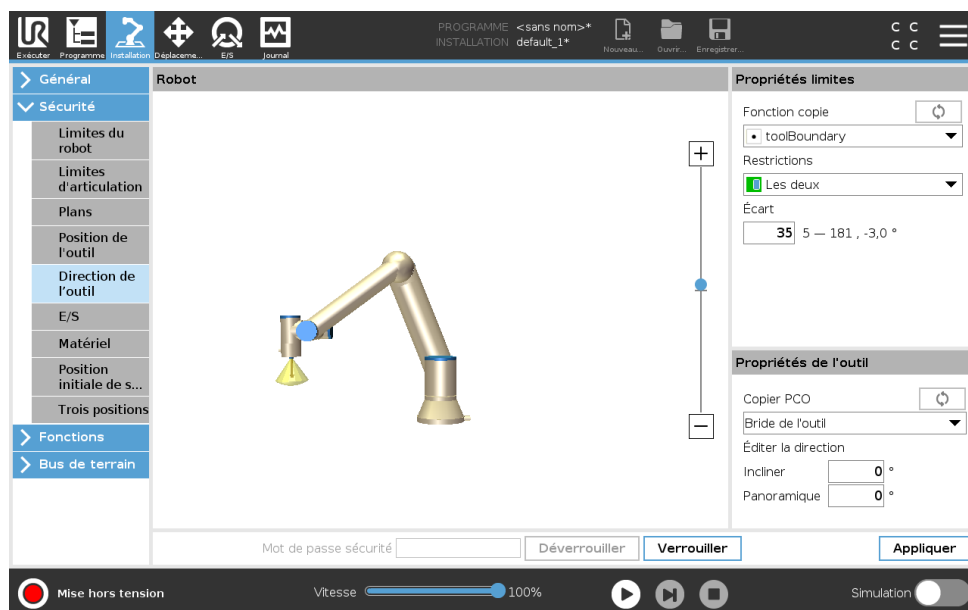 PROGRAMME <sans nom>*
INSTALLATION default_1*
Exécuter Programme Installation Déplaceme... E/S Journal Nouveau... Ouvrir... Enregistrer...
C C
C C
Général
Sécurité
Limites du
robot
Limites
d'articulation
Plans
Position de
l'outil
Direction de
l'outil
E/S
Matériel
Position
initiale de s...
Trois positions
Fonctions
Bus de terrain
Robot
Propriétés limites
Fonction copie
toolBoundary
Restrictions
Les deux
Écart
35 5 — 181 , -3,0 °
Propriétés de l'outil
Copier PCO
Bride de l'outil
Éditer la direction
Incliner 0 °
Panoramique 0 °
Mot de passe sécurité Déverrouiller Verrouiller Appliquer
Mise hors tension Vitesse 100% Simulation